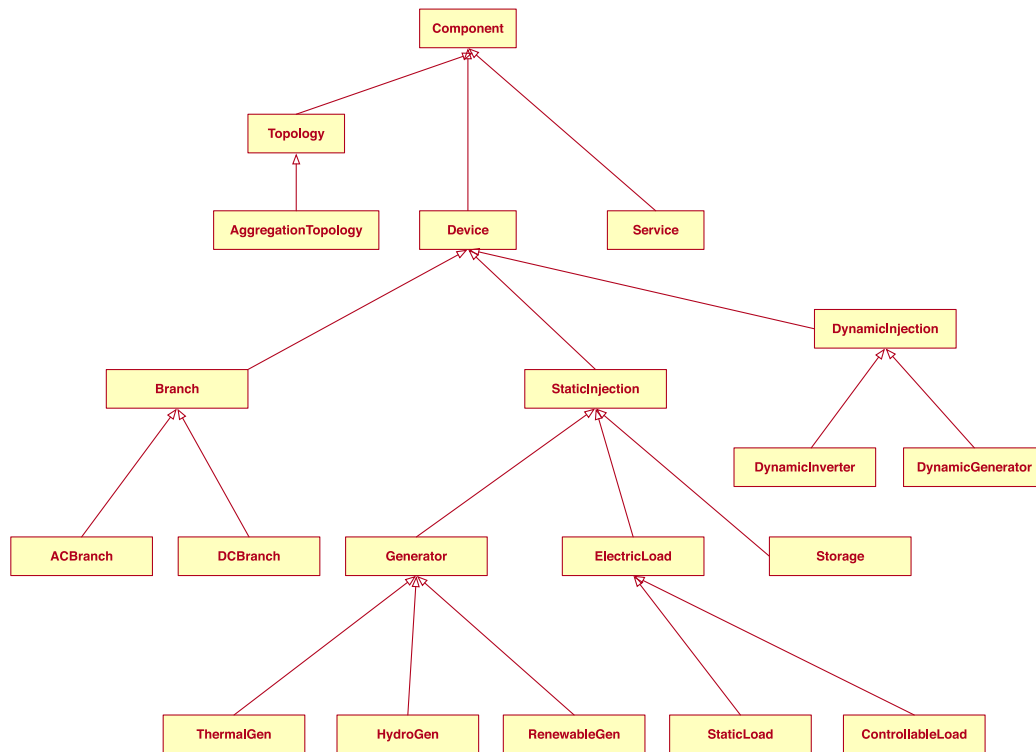 Component
Topology
AggregationTopology
Device
Service
DynamicInjection
Branch
StaticInjection
DynamicInverter
DynamicGenerator
ACBranch
DCBranch
Generator
ElectricLoad
Storage
ThermalGen
HydroGen
RenewableGen
StaticLoad
ControllableLoad